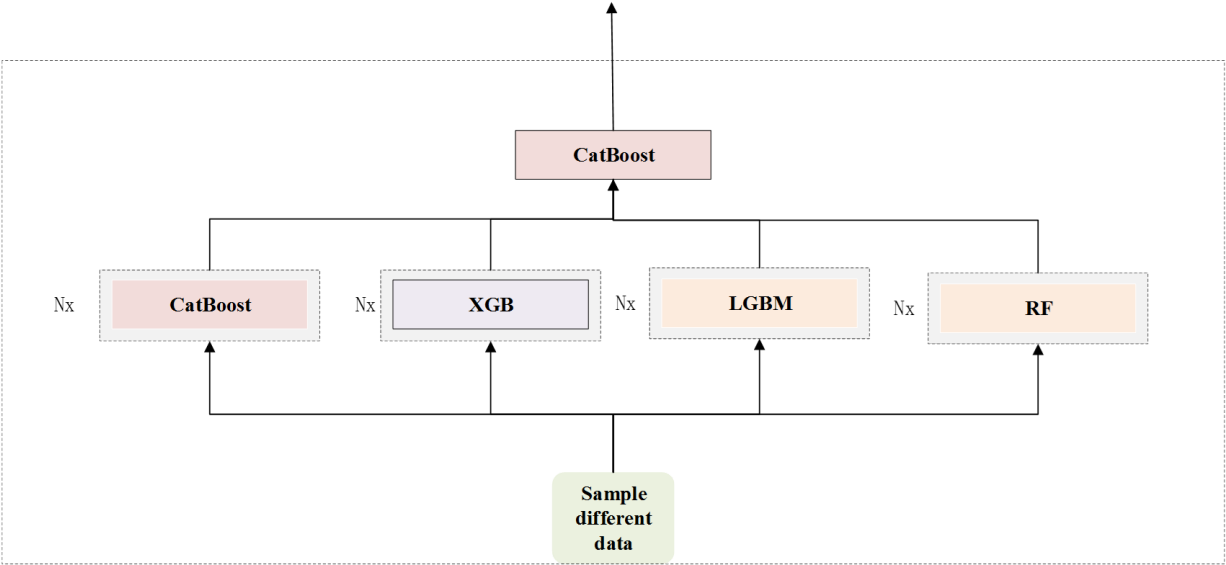 CatBoost
Nx
CatBoost
Nx
XGB
Nx
LGBM
Nx
RF
Sample
different
data